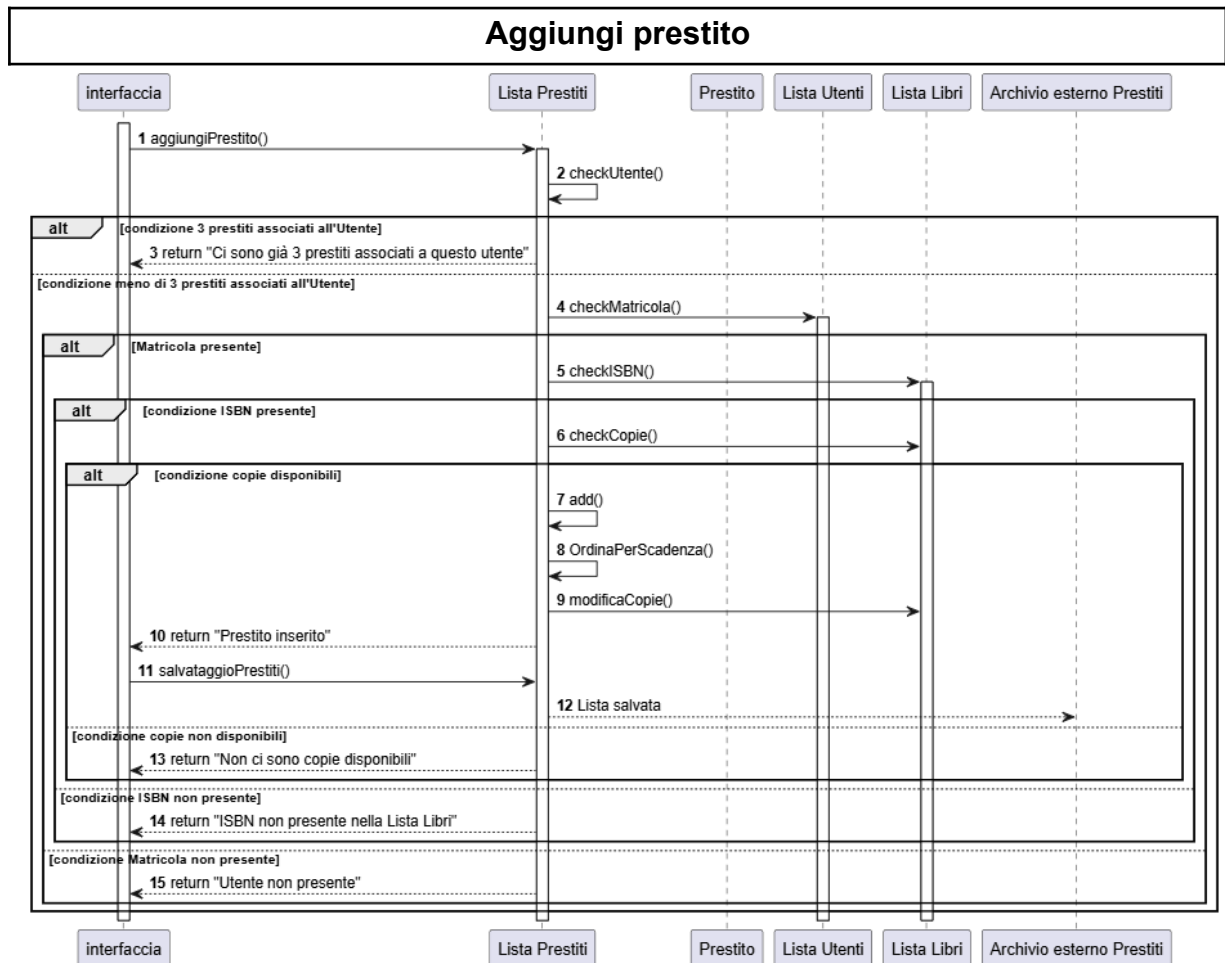 Aggiungi prestito
interfaccia Lista Prestiti Prestito Lista Utenti Lista Libri Archivio esterno Prestiti
1 aggiungiPrestito()
2 checkUtente()
alt [condizione 3 prestiti associati all'Utente]
3 return "Ci sono già 3 prestiti associati a questo utente"
[condizione meno di 3 prestiti associati all'Utente]
4 checkMatricola()
alt [Matricola presente]
5 checkISBN()
alt [condizione ISBN presente]
6 checkCopie()
alt [condizione copie disponibili]
7 add()
8 OrdinaPerScadenza()
9 modificaCopie()
10 return "Prestito inserito"
11 salvataggioPrestiti()
12 Lista salvata
[condizione copie non disponibili]
13 return "Non ci sono copie disponibili"
[condizione ISBN non presente]
14 return "ISBN non presente nella Lista Libri"
[condizione Matricola non presente]
15 return "Utente non presente"
interfaccia Lista Prestiti Prestito Lista Utenti Lista Libri Archivio esterno Prestiti